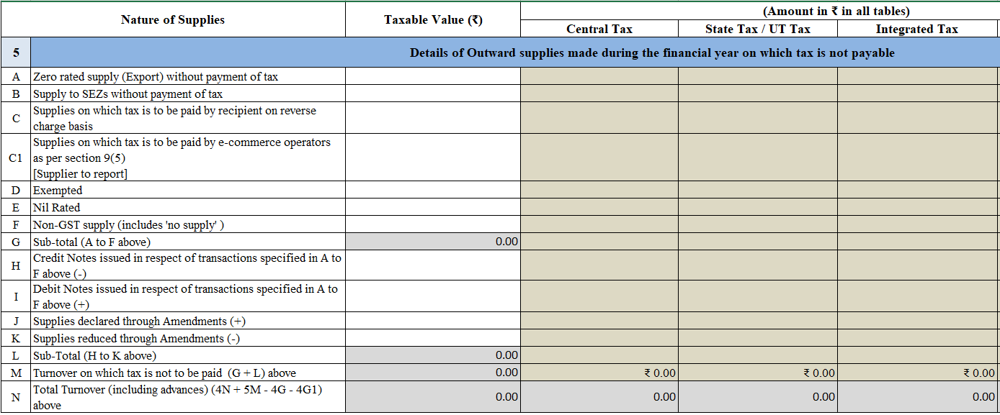 Nature of Supplies
Taxable Value (₹)
(Amount in ₹ in all tables)
Central Tax
State Tax / UT Tax
Integrated Tax
5 Details of Outward supplies made during the financial year on which tax is not payable
A Zero rated supply (Export) without payment of tax
B Supply to SEZs without payment of tax
C Supplies on which tax is to be paid by recipient on reverse
charge basis
C1 Supplies on which tax is to be paid by e-commerce operators
as per section 9(5)
[Supplier to report]
D Exempted
E Nil Rated
F Non-GST supply (includes 'no supply' )
G Sub-total (A to F above) 0.00
H Credit Notes issued in respect of transactions specified in A to
F above (-)
I Debit Notes issued in respect of transactions specified in A to
F above (+)
J Supplies declared through Amendments (+)
K Supplies reduced through Amendments (-)
L Sub-Total (H to K above) 0.00
M Turnover on which tax is not to be paid (G + L) above 0.00 ₹ 0.00 ₹ 0.00 ₹ 0.00
N Total Turnover (including advances) (4N + 5M - 4G - 4G1)
above 0.00 0.00 0.00 0.00